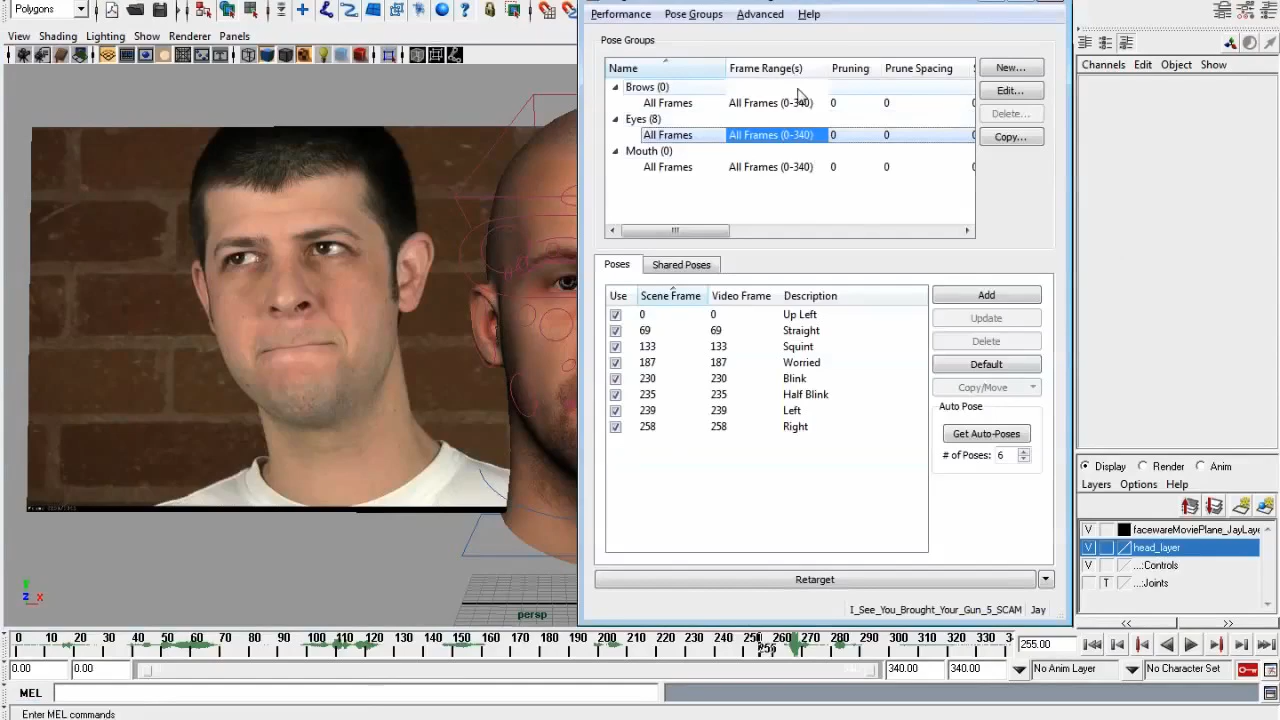 Polygons
View Shading Lighting Show Renderer Panels
Performance Pose Groups Advanced Help
Pose Groups
Name Frame Range(s) Pruning Prune Spacing
Brows (0)
All Frames All Frames (0-340) 0 0
Eyes (8)
All Frames All Frames (0-340) 0 0
Mouth (0)
All Frames All Frames (0-340) 0 0
New...
Edit...
Delete...
Copy...
Poses Shared Poses
Use Scene Frame Video Frame Description
0 0 Up Left
69 69 Straight
133 133 Squint
187 187 Worried
230 230 Blink
235 235 Half Blink
239 239 Left
258 258 Right
Add
Update
Delete
Default
Copy/Move
Auto Pose
Get Auto-Poses
# of Poses: 6
Retarget
I_See_You_Brought_Your_Gun_5_SCAM Jay
Channels Edit Object Show
Display Render Anim
Layers Options Help
V facewareMoviePlane_JayLaye
V head_layer
V ...:Controls
T ...:Joints
<< >>
persp
0 10 20 30 40 50 60 70 80 90 100 110 120 130 140 150 160 170 180 190 200 210 220 230 240 250 255 260 270 280 290 300 310 320 330 3
255.00
0.00 0.00 340.00 340.00 No Anim Layer No Character Set
MEL
Enter MEL commands